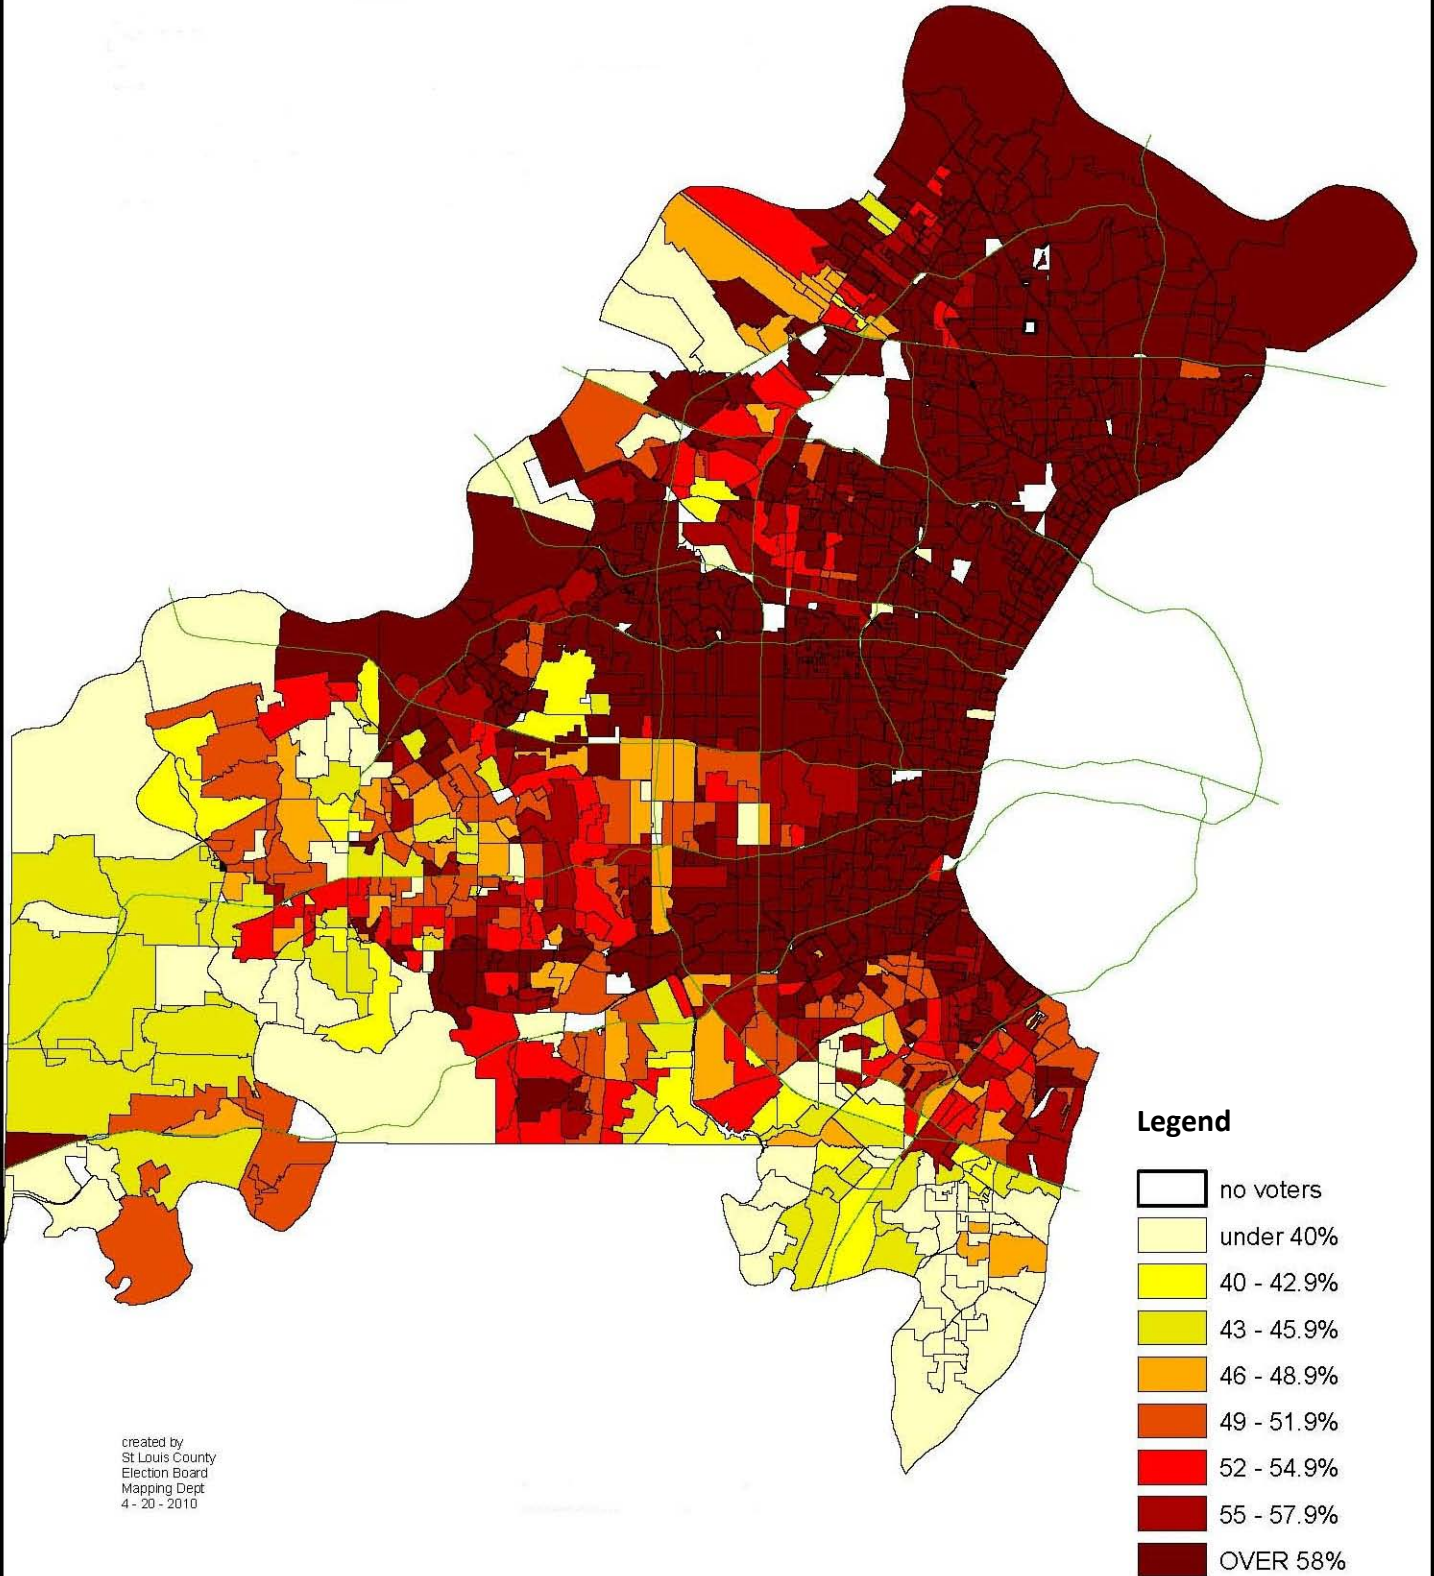 Legend
no voters
under 40%
40 - 42.9%
43 - 45.9%
46 - 48.9%
49 - 51.9%
52 - 54.9%
55 - 57.9%
OVER 58%
created by
St Louis County
Election Board
Mapping Dept
4 - 20 - 2010